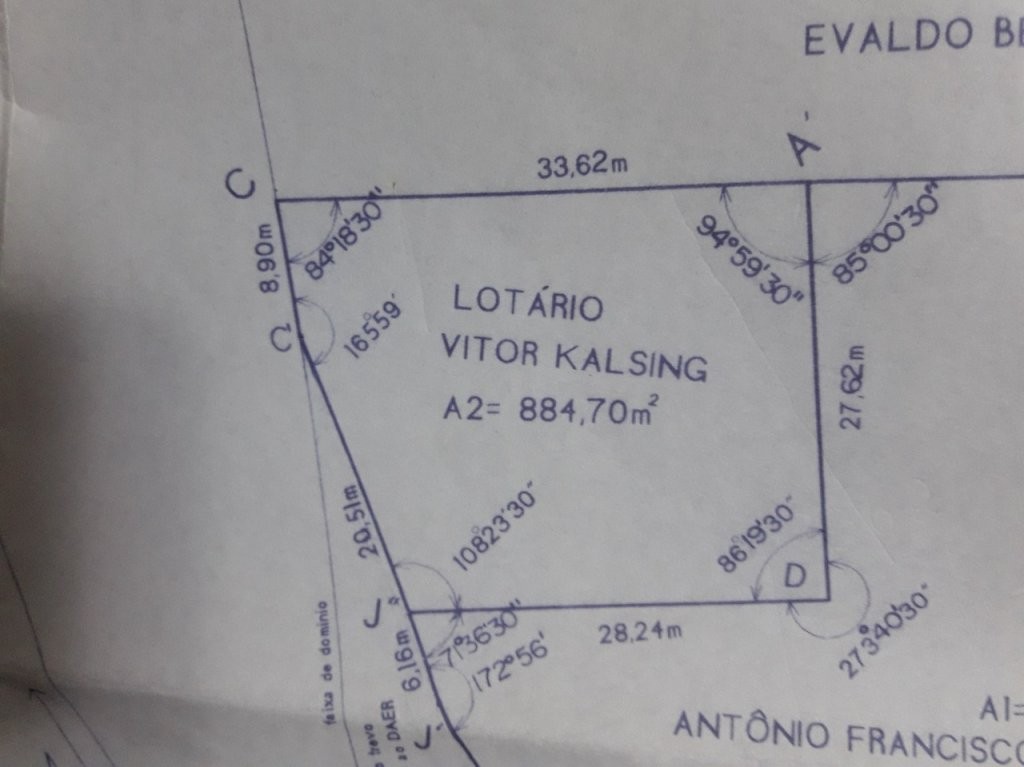 EVALDO
A
33,62m
C
84°18'30"
94°59'30"
85°00'30"
8,90m
C
165°59'
LOTÁRIO
VITOR KALSING
A2= 884,70m²
27,62m
20,51m
108°23'30"
86°19'30"
D
28,24m
273°40'30"
71°36'30"
172°56'
6,16m
faixa de domínio
trevo
ao DAER
A1=
ANTÔNIO FRANCISCO